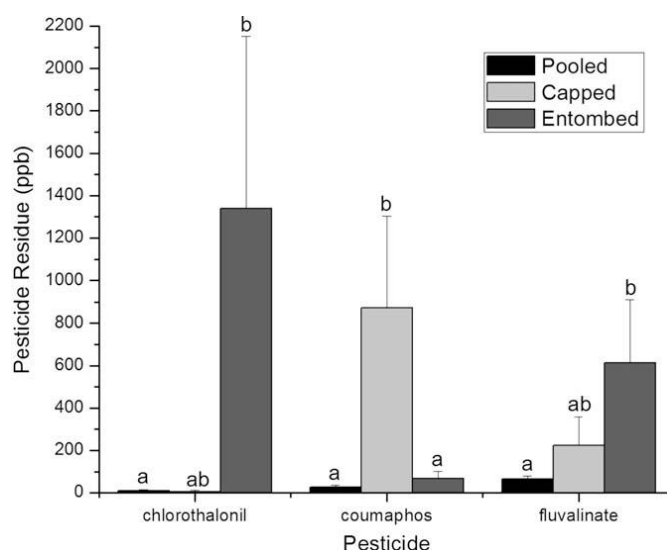 2200
2000
1800
1600
1400
1200
1000
800
600
400
200
0
Pesticide Residue (ppb)
Pooled
Capped
Entombed
a
ab
b
a
b
a
a
ab
b
chlorothalonil
coumaphos
fluvalinate
Pesticide